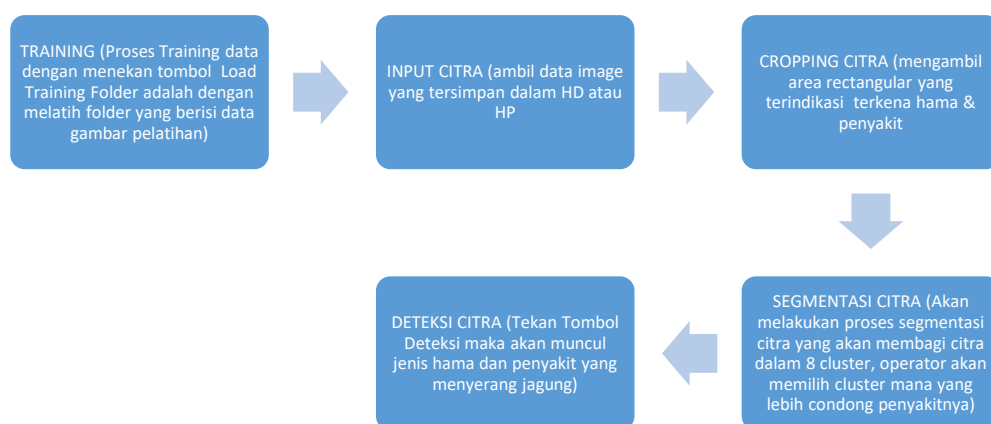 TRAINING (Proses Training data
dengan menekan tombol Load
Training Folder adalah dengan
melatih folder yang berisi data
gambar pelatihan)
INPUT CITRA (ambil data image
yang tersimpan dalam HD atau
HP
CROPPING CITRA (mengambil
area rectangular yang
terindikasi terkena hama &
penyakit
SEGMENTASI CITRA (Akan
melakukan proses segmentasi
citra yang akan membagi citra
dalam 8 cluster, operator akan
memilih cluster mana yang
lebih condong penyakitnya)
DETEKSI CITRA (Tekan Tombol
Deteksi maka akan muncul
jenis hama dan penyakit yang
menyerang jagung)